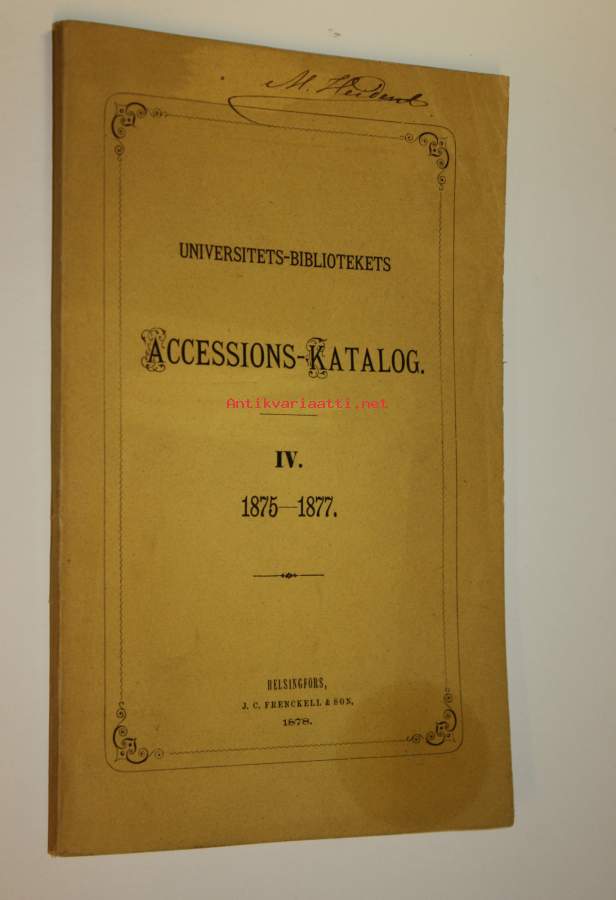 M.
UNIVERSITETS-BIBLIOTEKETS
ACCESSIONS-KATALOG.
Antikvariaatti.net
IV.
1875—1877.
HELSINGFORS,
J. C. FRENCKELL & SON,
1878.